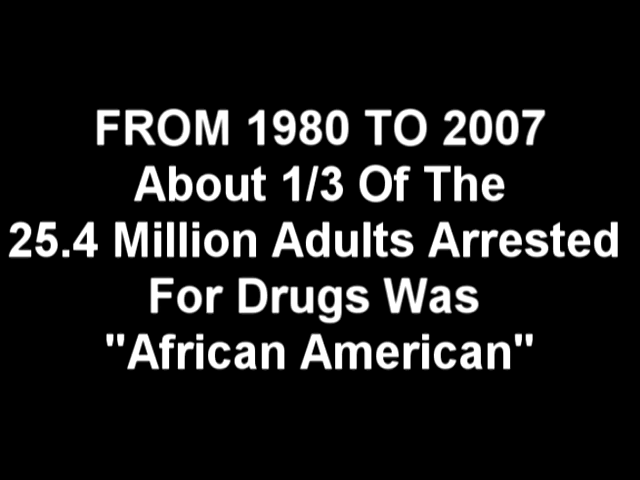 FROM 1980 TO 2007
About 1/3 Of The
25.4 Million Adults Arrested
For Drugs Was
"African American"